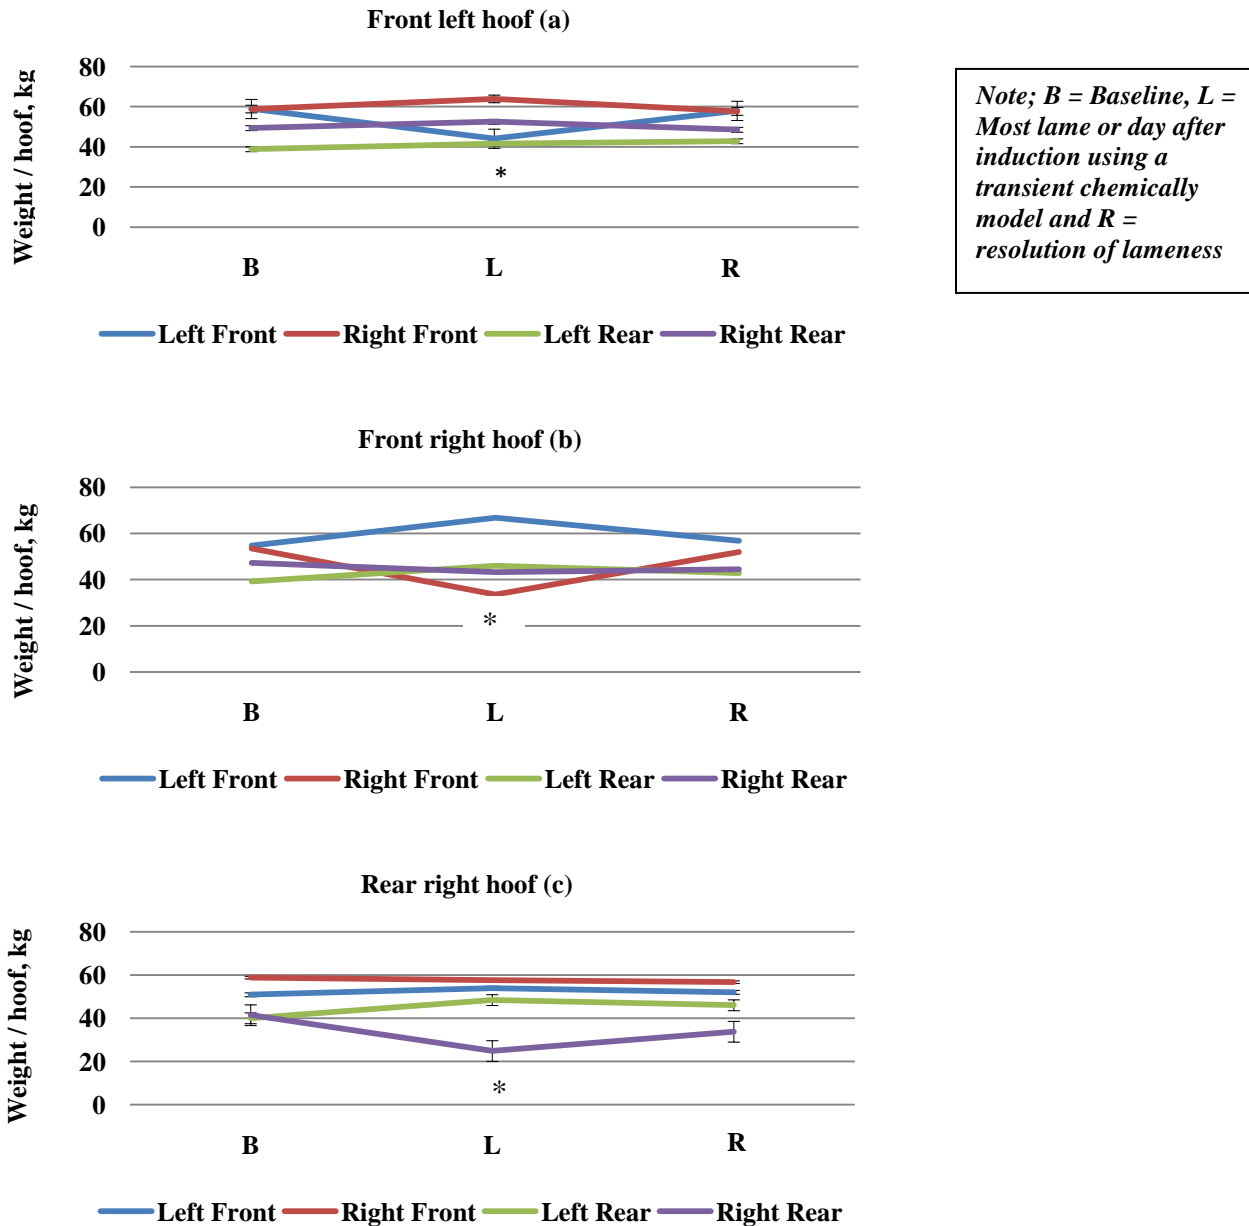 Front left hoof (a)
Weight / hoof, kg
80
60
40
20
0
*
B L R
Left Front Right Front Left Rear Right Rear
Note; B = Baseline, L =
Most lame or day after
induction using a
transient chemically
model and R =
resolution of lameness
Front right hoof (b)
Weight / hoof, kg
80
60
40
20
0
*
B L R
Left Front Right Front Left Rear Right Rear
Rear right hoof (c)
Weight / hoof, kg
80
60
40
20
0
*
B L R
Left Front Right Front Left Rear Right Rear